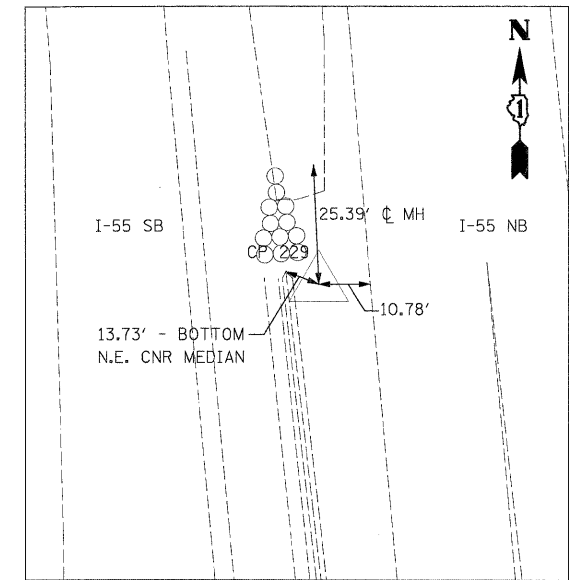 N
1
25.39' ℄ MH
I-55 SB
I-55 NB
CP 229
10.78'
13.73' - BOTTOM
N.E. CNR MEDIAN